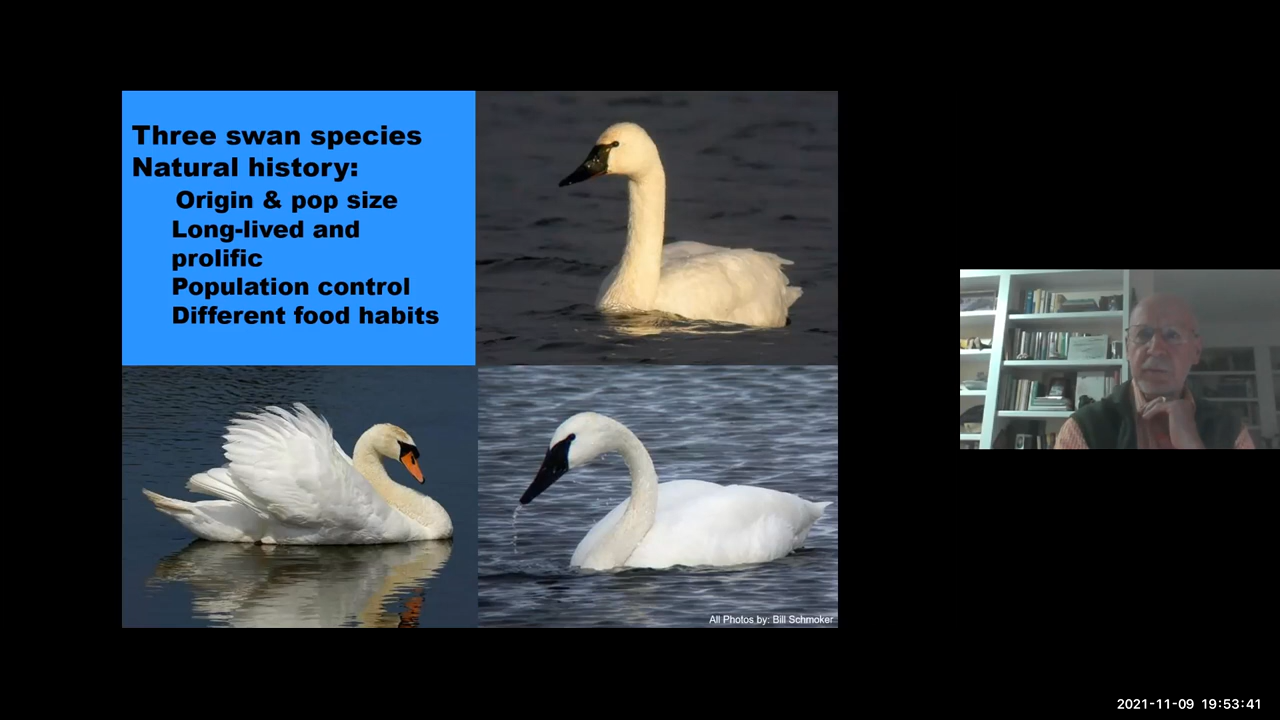 Three swan species
Natural history:
Origin & pop size
Long-lived and
prolific
Population control
Different food habits
All Photos by: Bill Schmoker
2021-11-09 19:53:41